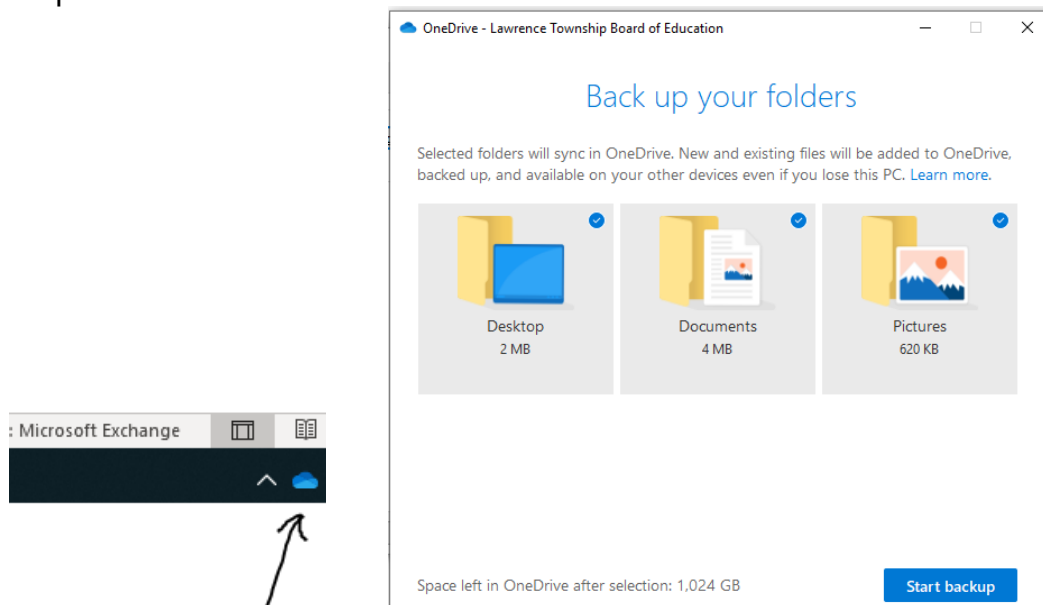 OneDrive - Lawrence Township Board of Education
Back up your folders
Selected folders will sync in OneDrive. New and existing files will be added to OneDrive,
backed up, and available on your other devices even if you lose this PC. Learn more.
Desktop
2 MB
Documents
4 MB
Pictures
620 KB
: Microsoft Exchange
Space left in OneDrive after selection: 1,024 GB
Start backup